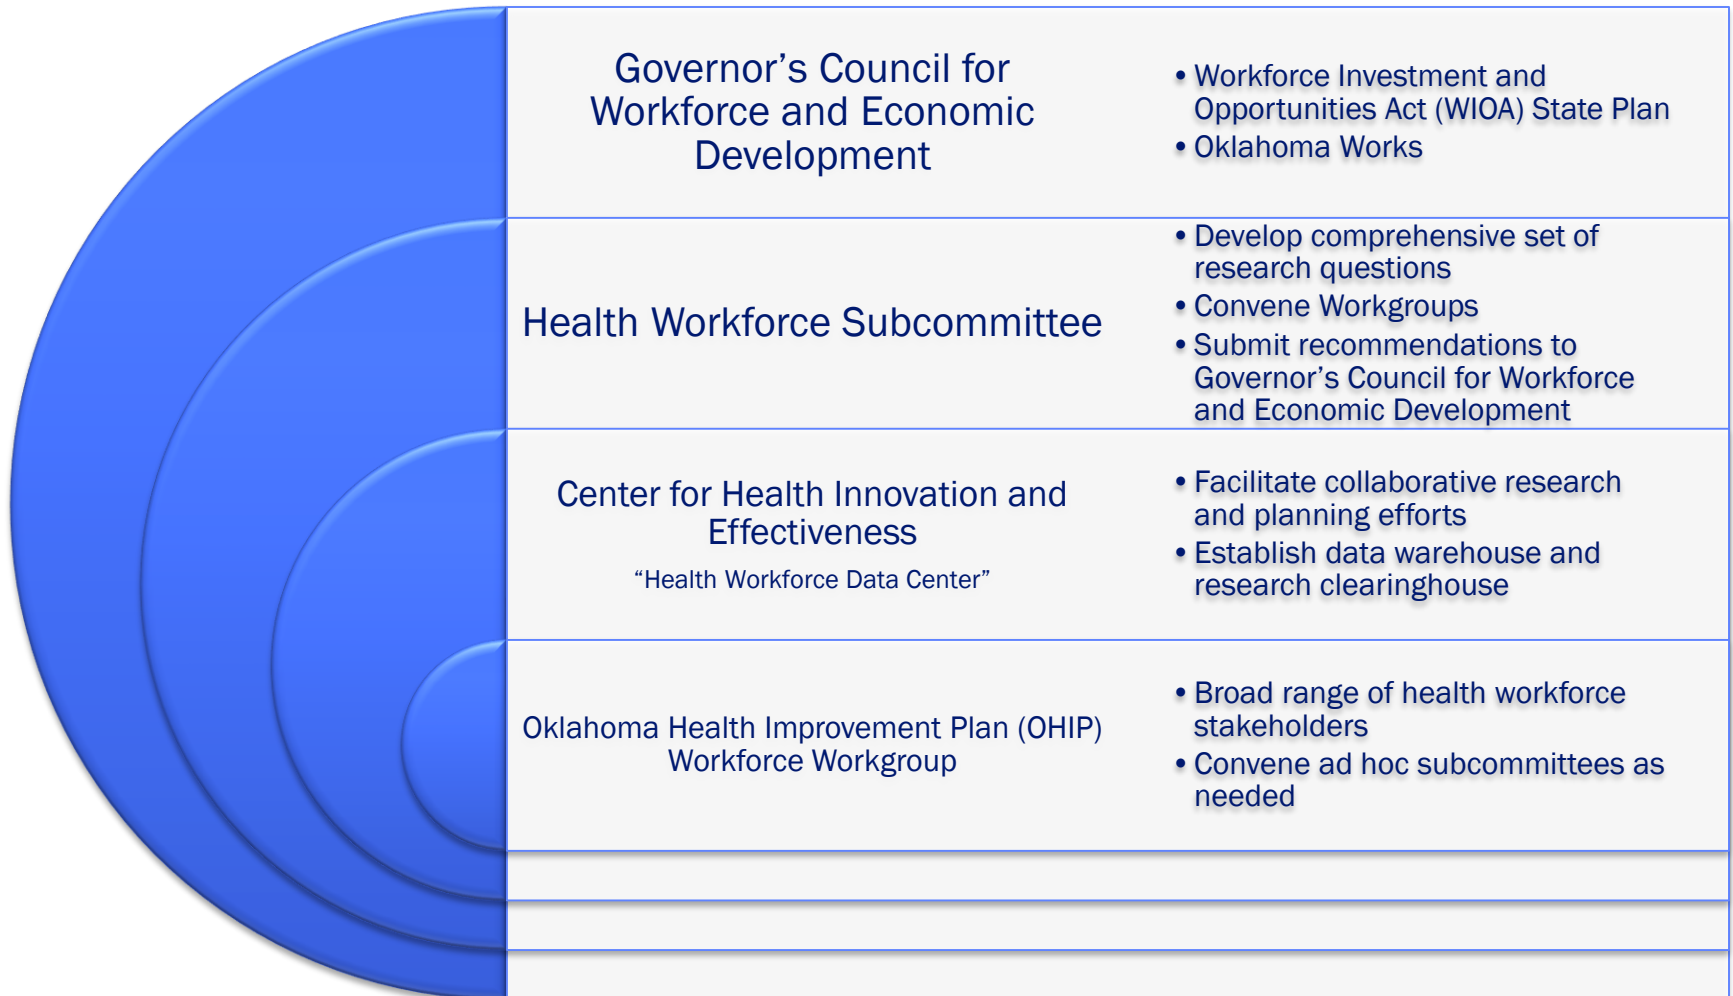 Governor’s Council for
Workforce and Economic
Development
• Workforce Investment and
Opportunities Act (WIOA) State Plan
• Oklahoma Works
Health Workforce Subcommittee
• Develop comprehensive set of
research questions
• Convene Workgroups
• Submit recommendations to
Governor’s Council for Workforce
and Economic Development
Center for Health Innovation and
Effectiveness
“Health Workforce Data Center”
• Facilitate collaborative research
and planning efforts
• Establish data warehouse and
research clearinghouse
Oklahoma Health Improvement Plan (OHIP)
Workforce Workgroup
• Broad range of health workforce
stakeholders
• Convene ad hoc subcommittees as
needed